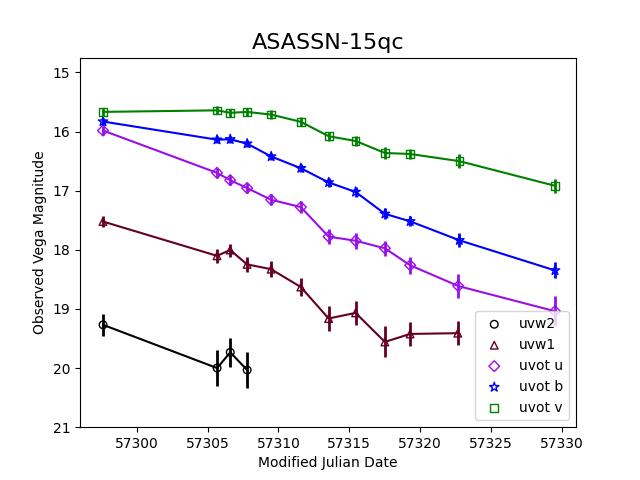 ASASSN-15qc
Observed Vega Magnitude
15
16
17
18
19
20
21
57300
57305
57310
57315
57320
57325
57330
Modified Julian Date
uvw2
uvw1
uvot u
uvot b
uvot v